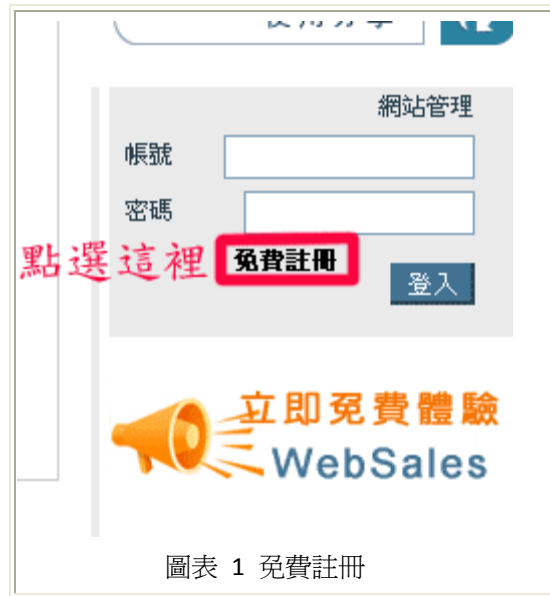 網站管理
帳號
密碼
點選這裡 免費註冊
登入
立即免費體驗
WebSales
圖表 1 免費註冊